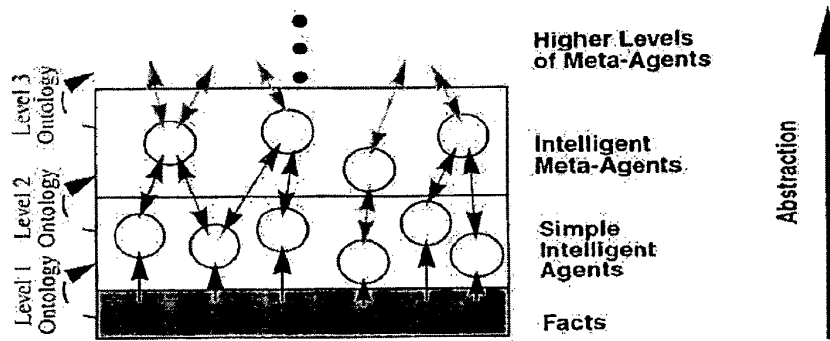 Higher Levels
of Meta-Agents
Level 3
Ontology
Intelligent
Meta-Agents
Level 2
Ontology
Simple
Intelligent
Agents
Level 1
Ontology
Facts
Abstraction